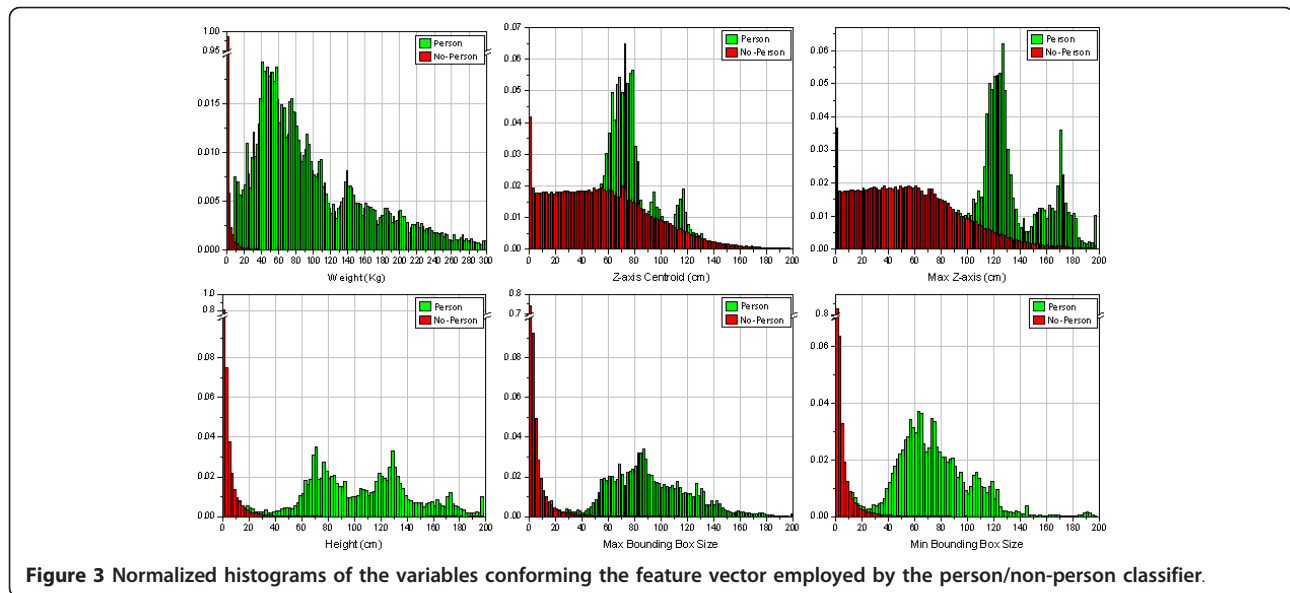 1.00
0.95
0.015
0.010
0.005
0.000
Person
No-Person
0 20 40 60 80 100 120 140 160 180 200 220 240 260 280 300
Weight (Kg)
0.07
0.06
0.05
0.04
0.03
0.02
0.01
0.00
Person
No-Person
0 20 40 60 80 100 120 140 160 180 200
Z-axis Centroid (cm)
0.06
0.05
0.04
0.03
0.02
0.01
0.00
Person
No-Person
0 20 40 60 80 100 120 140 160 180 200
Max Z-axis (cm)
1.0
0.8
0.08
0.06
0.04
0.02
0.00
Person
No-Person
0 20 40 60 80 100 120 140 160 180 200
Height (cm)
0.8
0.7
0.08
0.06
0.04
0.02
0.00
Person
No-Person
0 20 40 60 80 100 120 140 160 180 200
Max Bounding Box Size
0.8
0.06
0.04
0.02
0.00
Person
No-Person
0 20 40 60 80 100 120 140 160 180 200
Min Bounding Box Size
Figure 3 Normalized histograms of the variables conforming the feature vector employed by the person/non-person classifier.